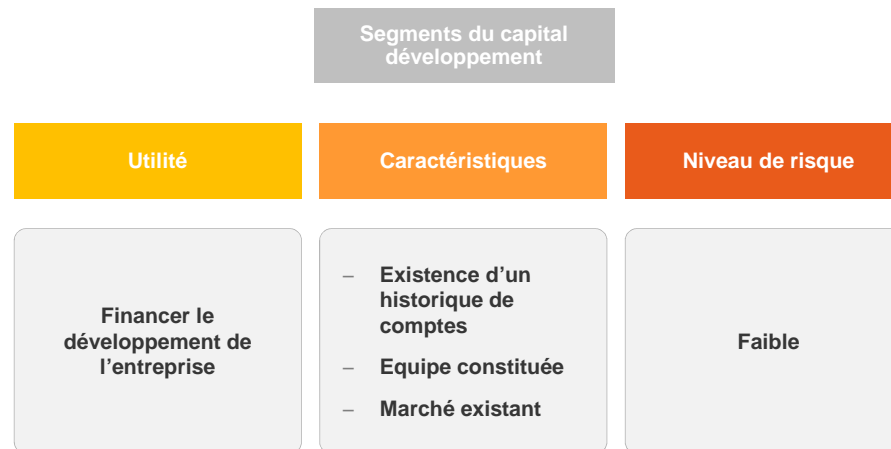 Segments du capital
développement
Utilité
Caractéristiques
Niveau de risque
Financer le
développement de
l’entreprise
– Existence d’un
historique de
comptes
– Equipe constituée
– Marché existant
Faible